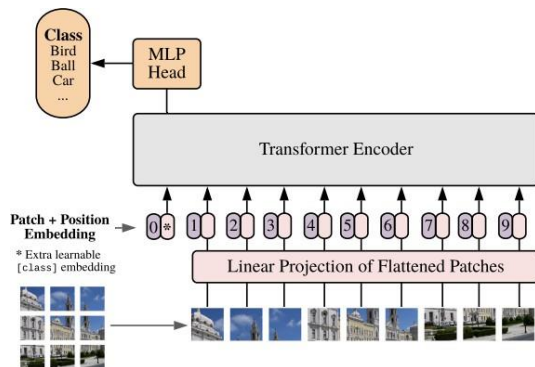 Class
Bird
Ball
Car
...
MLP
Head
Transformer Encoder
Patch + Position
Embedding
0 * 1 2 3 4 5 6 7 8 9
* Extra learnable
[class] embedding
Linear Projection of Flattened Patches